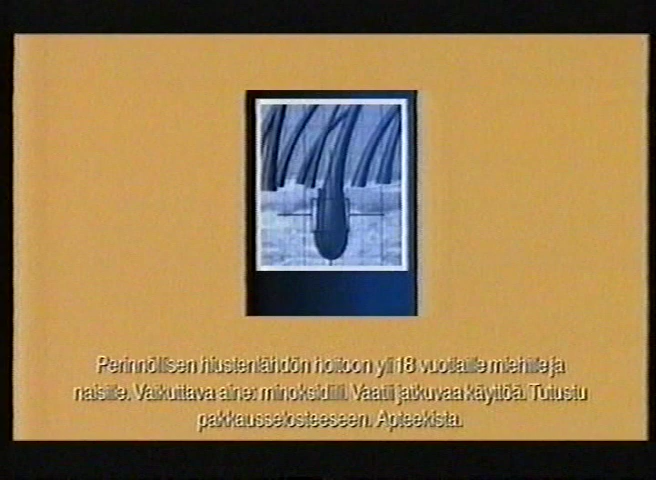 Perinnöllisen hiustenlähdön hoitoon yli 18 vuotiaille miehille ja
naisille. Vaikuttava aine: minoksidiili. Vaatii jatkuvaa käyttöä. Tutustu
pakkausselosteeseen. Apteekista.